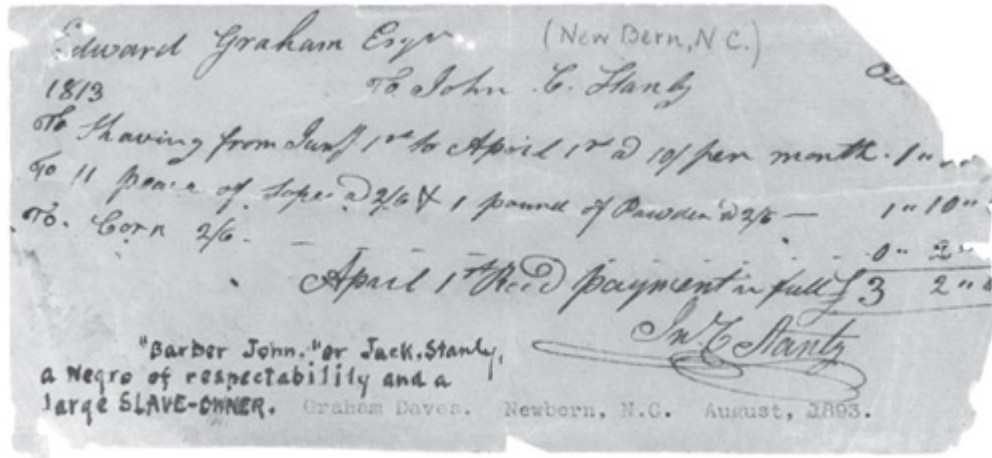 Edward Graham Esqr (New Bern, N.C.)
1813 To John C. Stanly
To Shaving from Jany 1st to April 1st @ 10/ per month. 1"
To 11 of Sope @ 2/6 & 1 pound of Powder @ 2/6 — 1" 10"
To. Corn 2/6. — 0" 2"
April 1st Recd payment in full £ 3 2"
Jn. C Stanly
"Barber John." or Jack. Stanly,
a Negro of respectability and a
large SLAVE-OWNER. Graham Daves. Newbern, N.C. August, 1893.